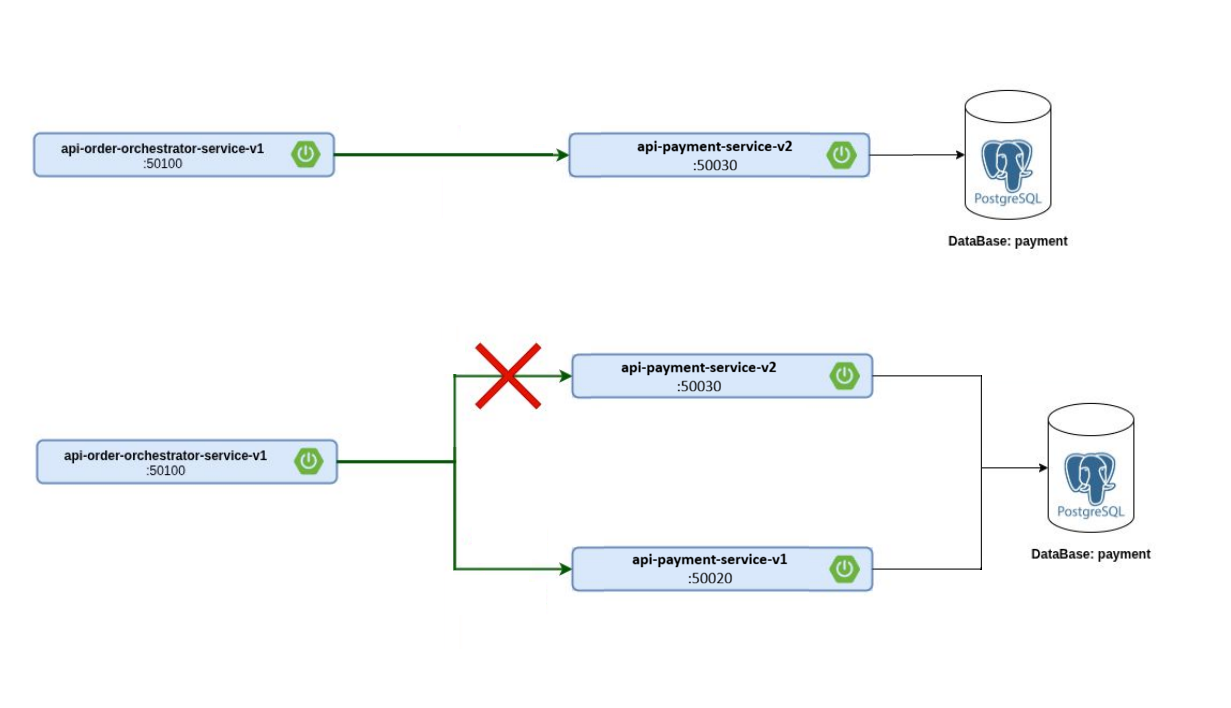 api-order-orchestrator-service-v1
:50100
api-payment-service-v2
:50030
PostgreSQL
DataBase: payment
api-payment-service-v2
:50030
api-order-orchestrator-service-v1
:50100
PostgreSQL
DataBase: payment
api-payment-service-v1
:50020